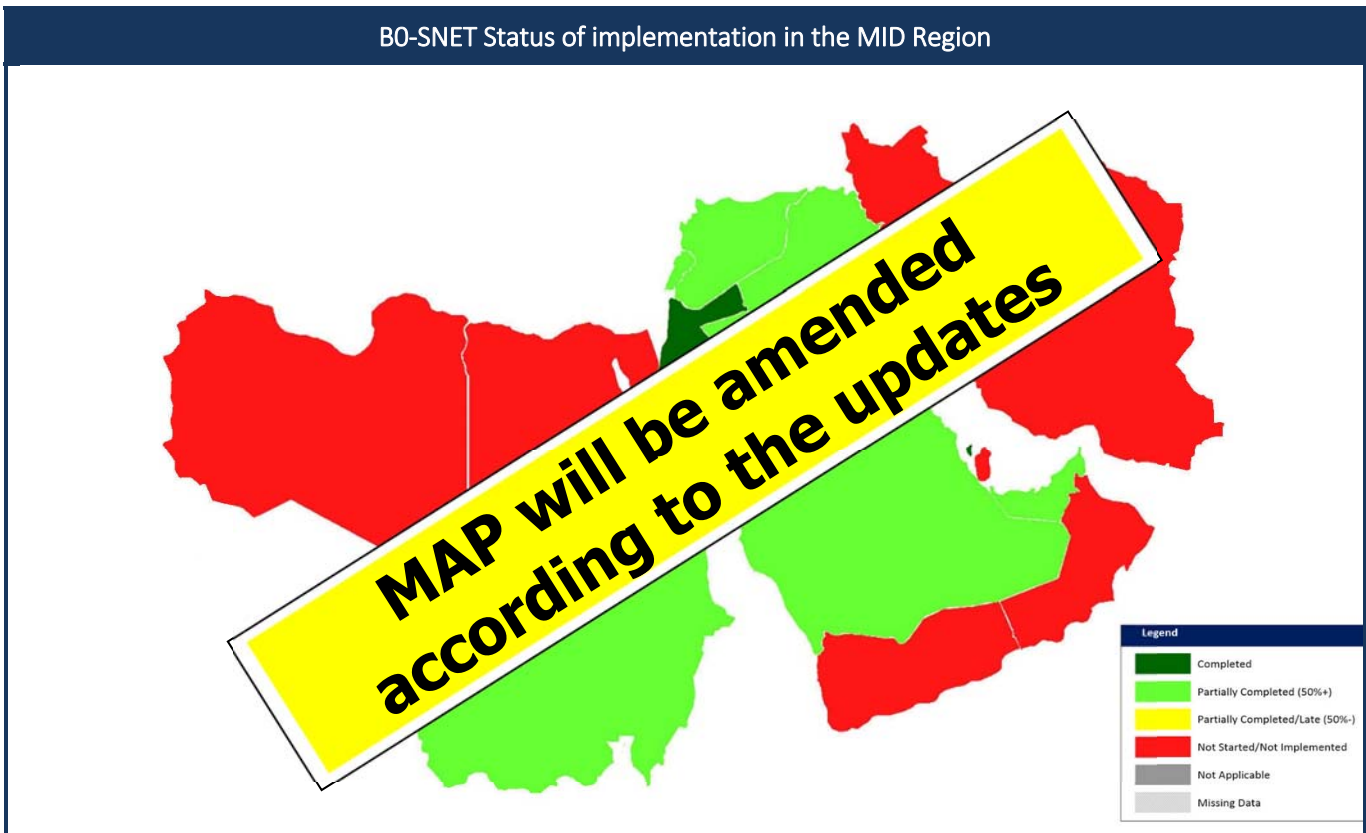 B0-SNET Status of implementation in the MID Region
MAP will be amended
according to the updates
Legend
Completed
Partially Completed (50%+)
Partially Completed/Late (50%-)
Not Started/Not Implemented
Not Applicable
Missing Data